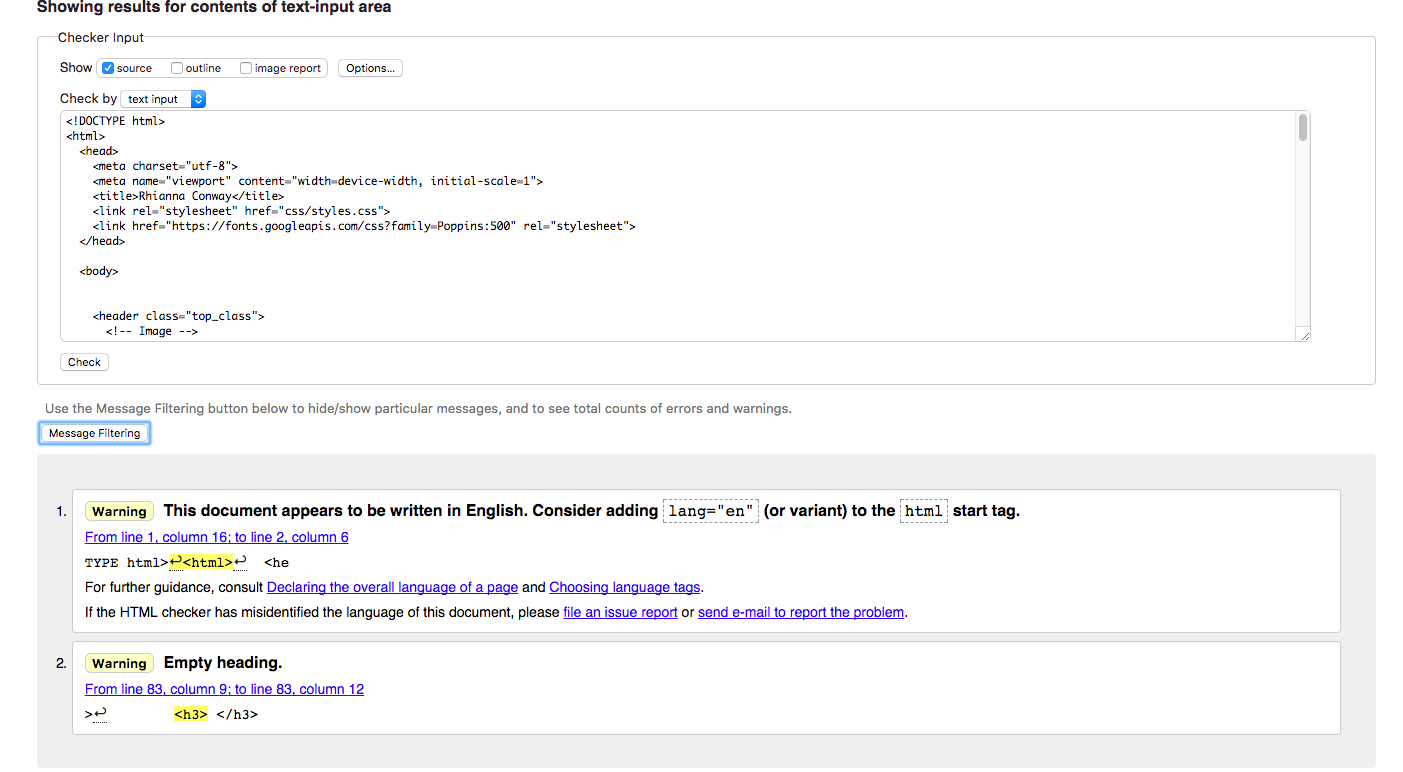 Showing results for contents of text-input area
Checker Input
Show source outline image report Options...
Check by text input
<!DOCTYPE html>
<html>
<head>
<meta charset="utf-8">
<meta name="viewport" content="width=device-width, initial-scale=1">
<title>Rhianna Conway</title>
<link rel="stylesheet" href="css/styles.css">
<link href="https://fonts.googleapis.com/css?family=Poppins:500" rel="stylesheet">
</head>
<body>
<header class="top_class">
<!-- Image -->
Check
Use the Message Filtering button below to hide/show particular messages, and to see total counts of errors and warnings.
Message Filtering
1. Warning This document appears to be written in English. Consider adding lang="en" (or variant) to the html start tag.
From line 1, column 16; to line 2, column 6
TYPE html>↩<html>↩ <he
For further guidance, consult Declaring the overall language of a page and Choosing language tags.
If the HTML checker has misidentified the language of this document, please file an issue report or send e-mail to report the problem.
2. Warning Empty heading.
From line 83, column 9; to line 83, column 12
>↩ <h3> </h3>